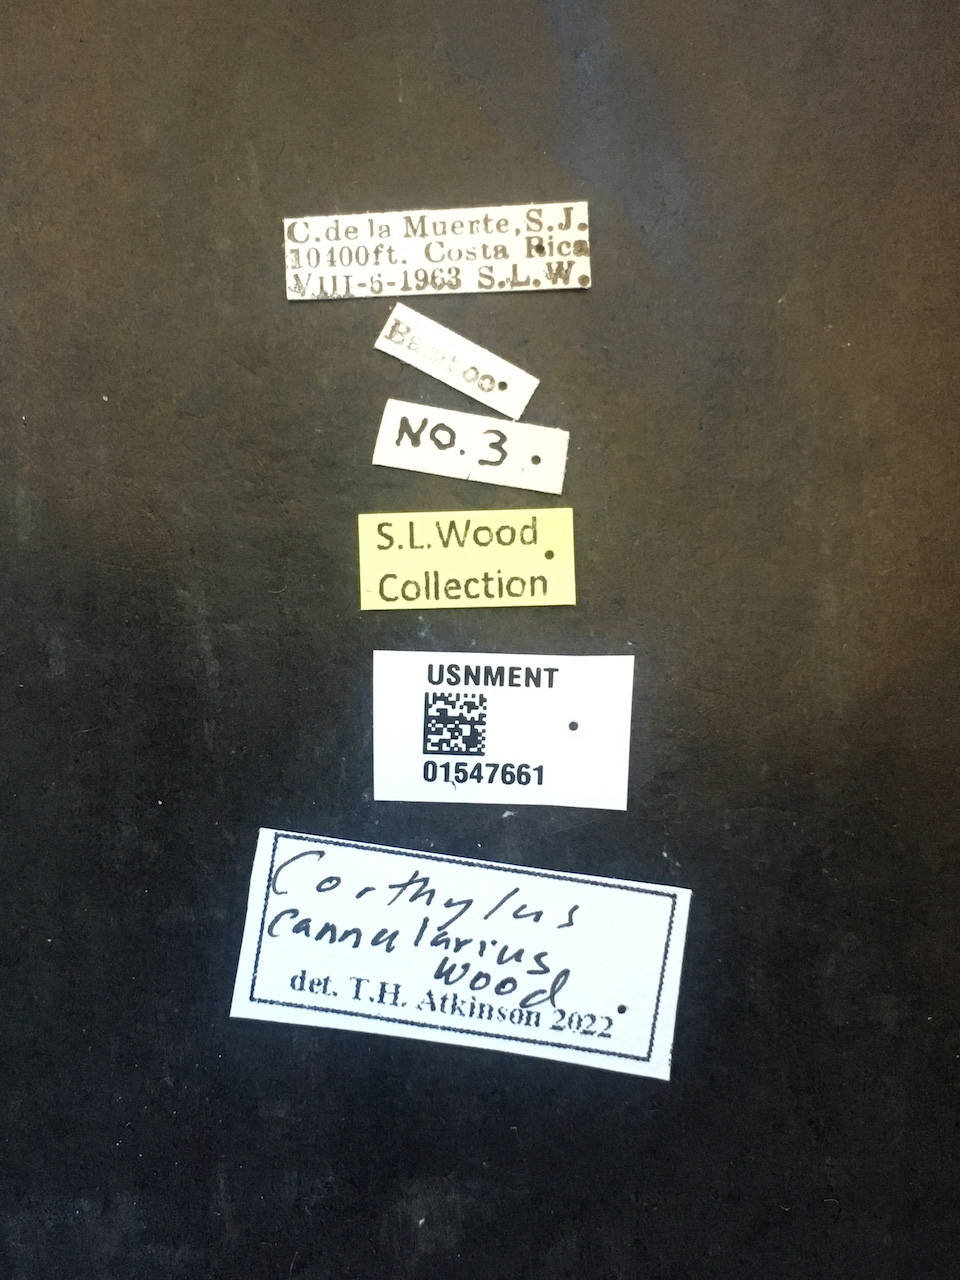 C. de la Muerte, S.J.
10400ft. Costa Rica
VIII-6-1963 S.L.W.
Bamboo
NO. 3
S.L.Wood
Collection
USNMENT
01547661
Corthylus
cannularius
Wood
det. T.H. Atkinson 2022